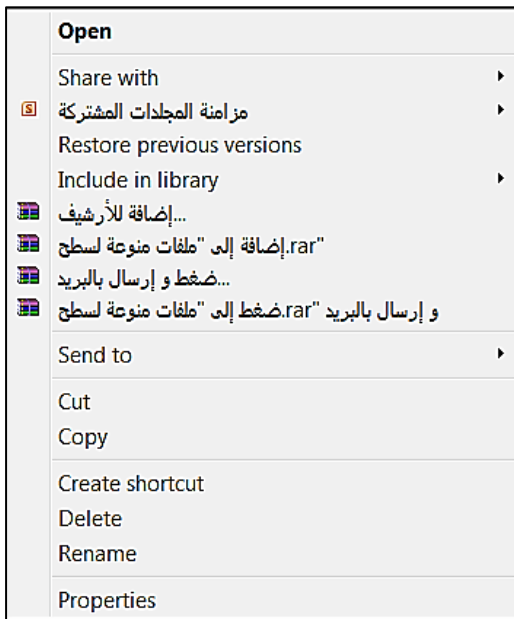 Open
Share with
مزامنة المجلدات المشتركة
Restore previous versions
Include in library
إضافة للأرشيف...
إضافة إلى "ملفات منوعة لسطح.rar"
ضغط و إرسال بالبريد...
ضغط إلى "ملفات منوعة لسطح.rar" و إرسال بالبريد
Send to
Cut
Copy
Create shortcut
Delete
Rename
Properties